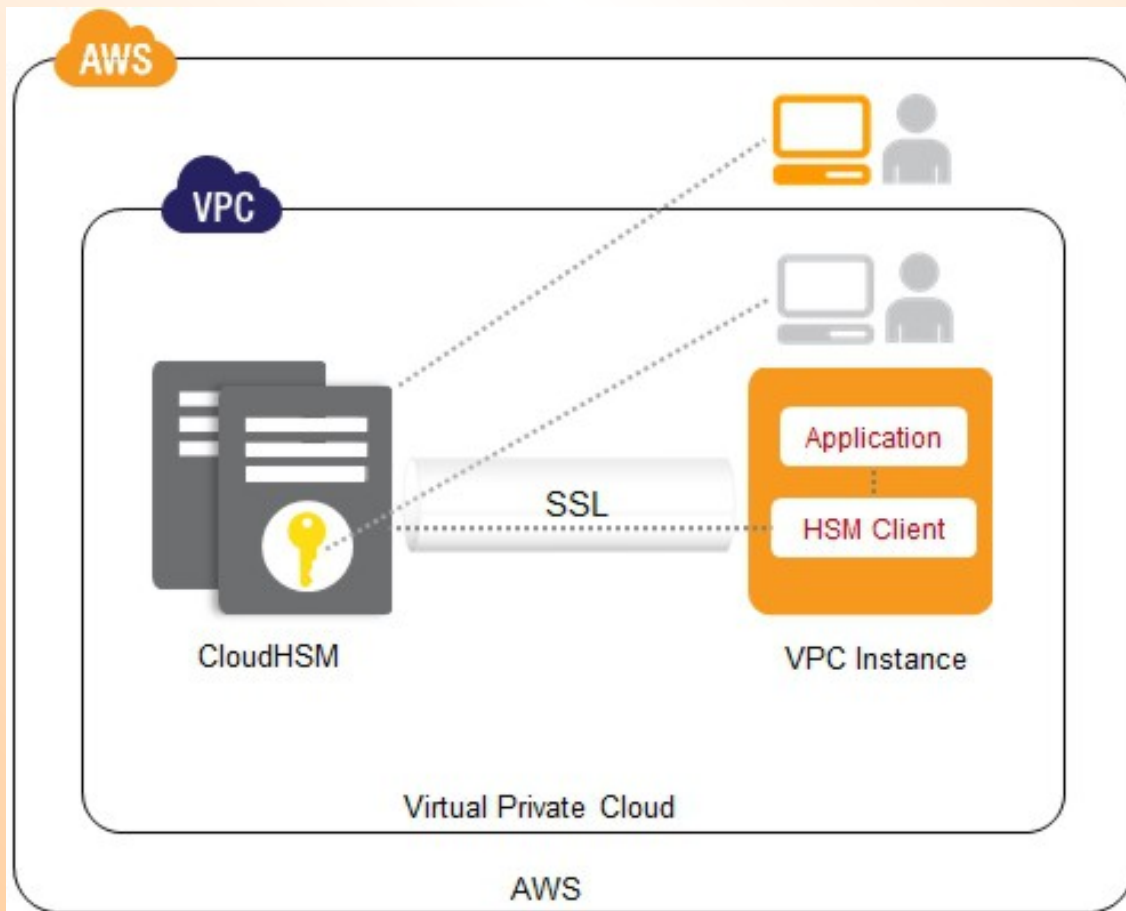 AWS
VPC
Application
SSL
HSM Client
CloudHSM
VPC Instance
Virtual Private Cloud
AWS